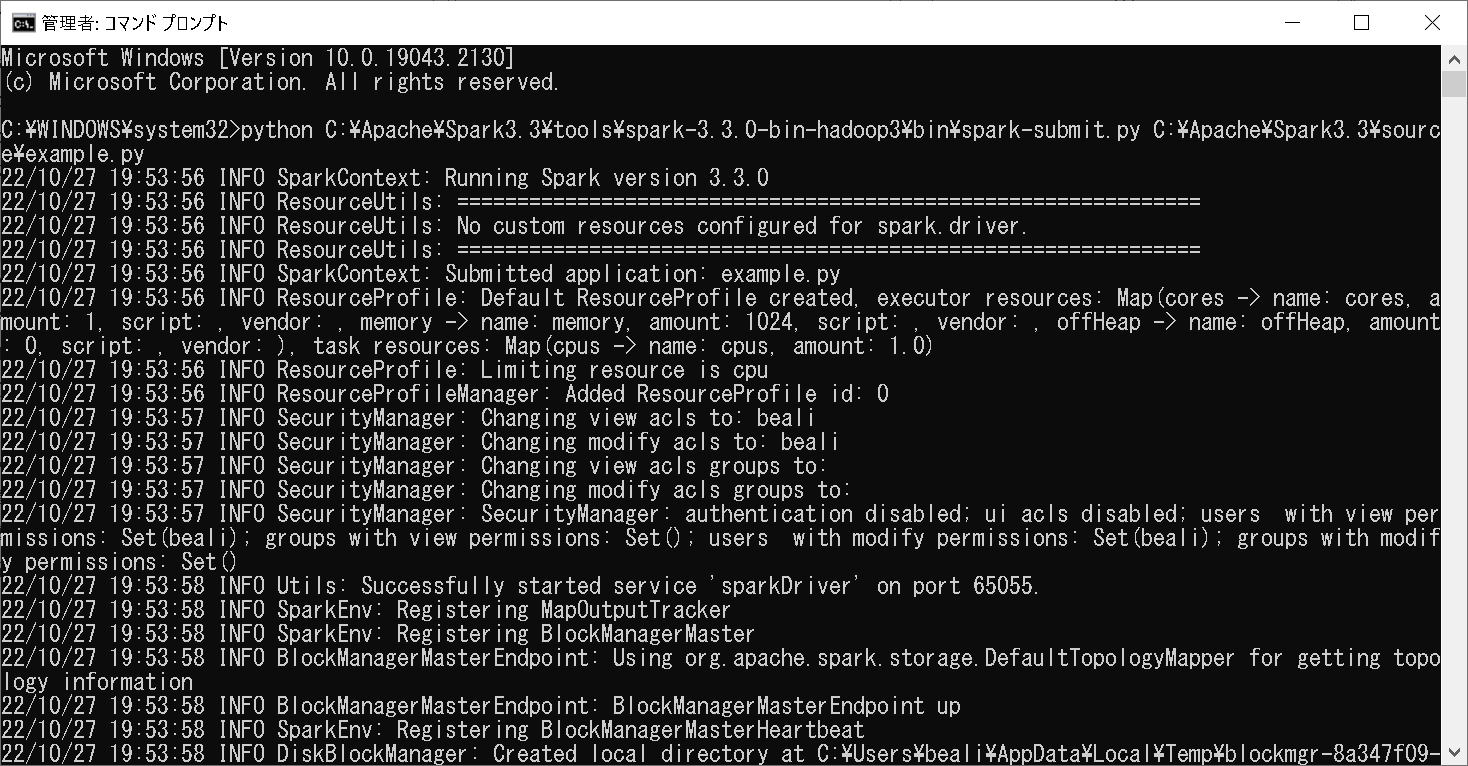 管理者: コマンド プロンプト
Microsoft Windows [Version 10.0.19043.2130]
(c) Microsoft Corporation. All rights reserved.
C:¥WINDOWS¥system32>python C:¥Apache¥Spark3.3¥tools¥spark-3.3.0-bin-hadoop3¥bin¥spark-submit.py C:¥Apache¥Spark3.3¥sourc
e¥example.py
22/10/27 19:53:56 INFO SparkContext: Running Spark version 3.3.0
22/10/27 19:53:56 INFO ResourceUtils: ==============================================================
22/10/27 19:53:56 INFO ResourceUtils: No custom resources configured for spark.driver.
22/10/27 19:53:56 INFO ResourceUtils: ==============================================================
22/10/27 19:53:56 INFO SparkContext: Submitted application: example.py
22/10/27 19:53:56 INFO ResourceProfile: Default ResourceProfile created, executor resources: Map(cores -> name: cores, a
mount: 1, script: , vendor: , memory -> name: memory, amount: 1024, script: , vendor: , offHeap -> name: offHeap, amount
: 0, script: , vendor: ), task resources: Map(cpus -> name: cpus, amount: 1.0)
22/10/27 19:53:56 INFO ResourceProfile: Limiting resource is cpu
22/10/27 19:53:56 INFO ResourceProfileManager: Added ResourceProfile id: 0
22/10/27 19:53:57 INFO SecurityManager: Changing view acls to: beali
22/10/27 19:53:57 INFO SecurityManager: Changing modify acls to: beali
22/10/27 19:53:57 INFO SecurityManager: Changing view acls groups to:
22/10/27 19:53:57 INFO SecurityManager: Changing modify acls groups to:
22/10/27 19:53:57 INFO SecurityManager: SecurityManager: authentication disabled; ui acls disabled; users  with view per
missions: Set(beali); groups with view permissions: Set(); users  with modify permissions: Set(beali); groups with modif
y permissions: Set()
22/10/27 19:53:58 INFO Utils: Successfully started service 'sparkDriver' on port 65055.
22/10/27 19:53:58 INFO SparkEnv: Registering MapOutputTracker
22/10/27 19:53:58 INFO SparkEnv: Registering BlockManagerMaster
22/10/27 19:53:58 INFO BlockManagerMasterEndpoint: Using org.apache.spark.storage.DefaultTopologyMapper for getting topo
logy information
22/10/27 19:53:58 INFO BlockManagerMasterEndpoint: BlockManagerMasterEndpoint up
22/10/27 19:53:58 INFO SparkEnv: Registering BlockManagerMasterHeartbeat
22/10/27 19:53:58 INFO DiskBlockManager: Created local directory at C:¥Users¥beali¥AppData¥Local¥Temp¥blockmgr-8a347f09-